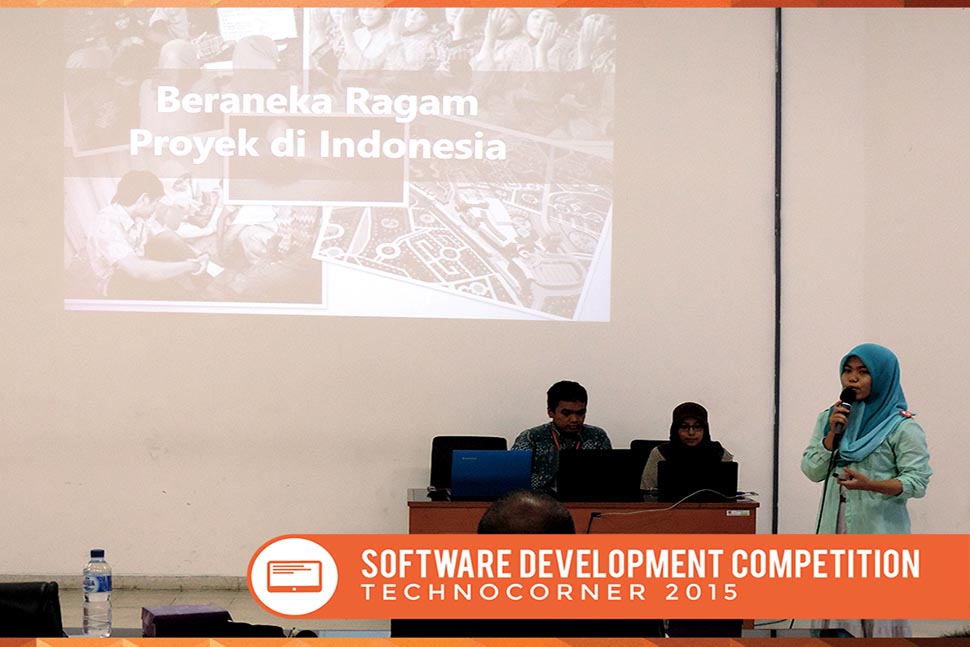 Beraneka Ragam
Proyek di Indonesia
SOFTWARE DEVELOPMENT COMPETITION
TECHNOCORNER 2015